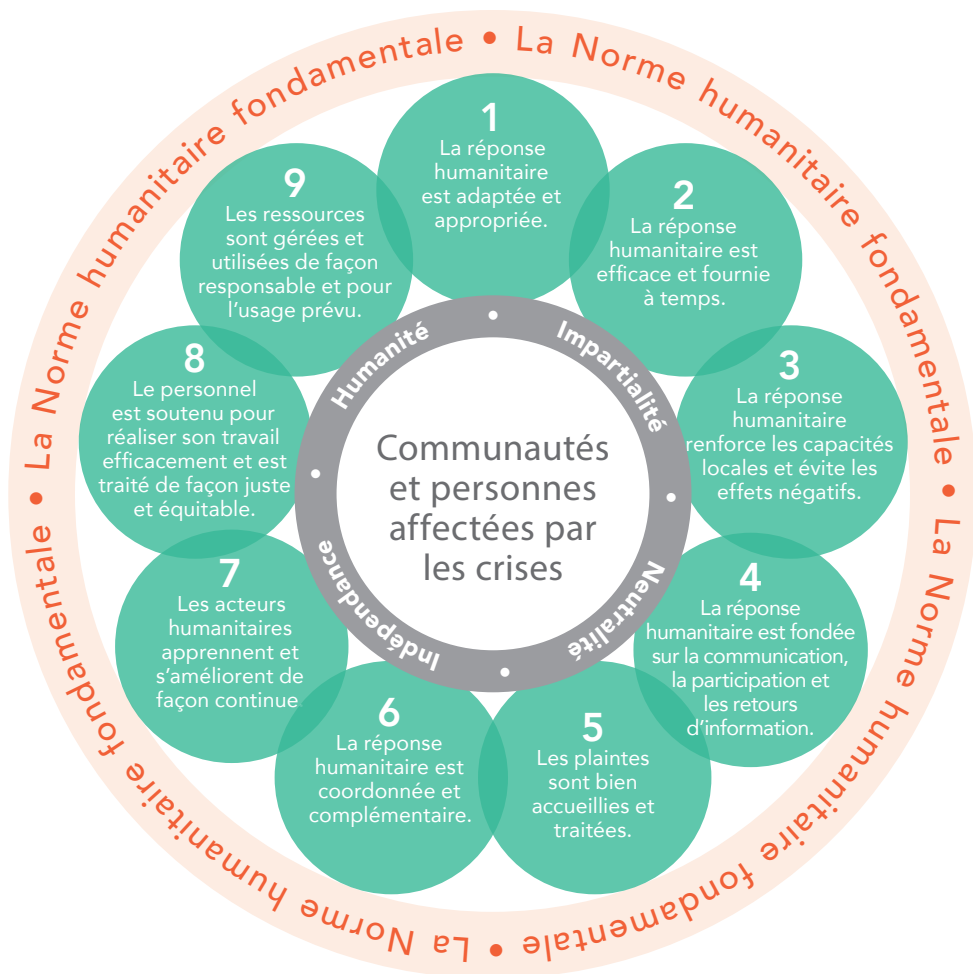 La Norme humanitaire fondamentale • La Norme humanitaire fondamentale • La Norme humanitaire fondamentale • La Norme humanitaire fondamentale •
1
La réponse
humanitaire
est adaptée et
appropriée.
2
La réponse
humanitaire est
efficace et fournie
à temps.
3
La réponse
humanitaire
renforce les capacités
locales et évite les
effets négatifs.
4
La réponse
humanitaire est fondée
sur la communication,
la participation et
les retours
d’information.
5
Les plaintes
sont bien
accueillies et
traitées.
6
La réponse
humanitaire est
coordonnée et
complémentaire.
7
Les acteurs
humanitaires
apprennent et
s’améliorent de
façon continue
8
Le personnel
est soutenu pour
réaliser son travail
efficacement et est
traité de façon juste
et équitable.
9
Les ressources
sont gérées et
utilisées de façon
responsable et pour
l’usage prévu.
Humanité • Impartialité • Neutralité • Indépendance •
Communautés
et personnes
affectées par
les crises